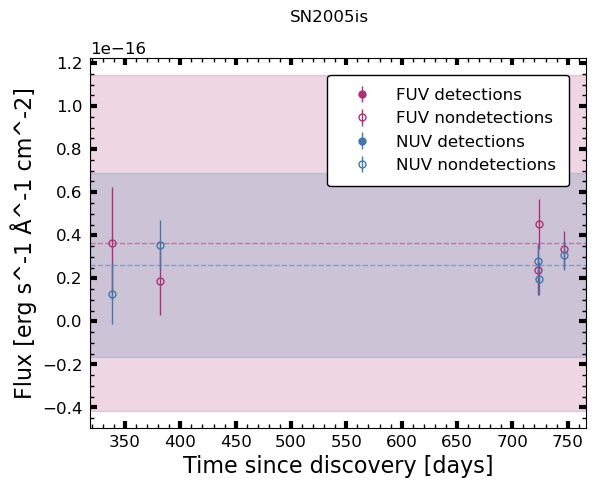 SN2005is
1e−16
1.2
1.0
0.8
0.6
0.4
0.2
0.0
−0.2
−0.4
Flux [erg s^-1 Å^-1 cm^-2]
FUV detections
FUV nondetections
NUV detections
NUV nondetections
350 400 450 500 550 600 650 700 750
Time since discovery [days]